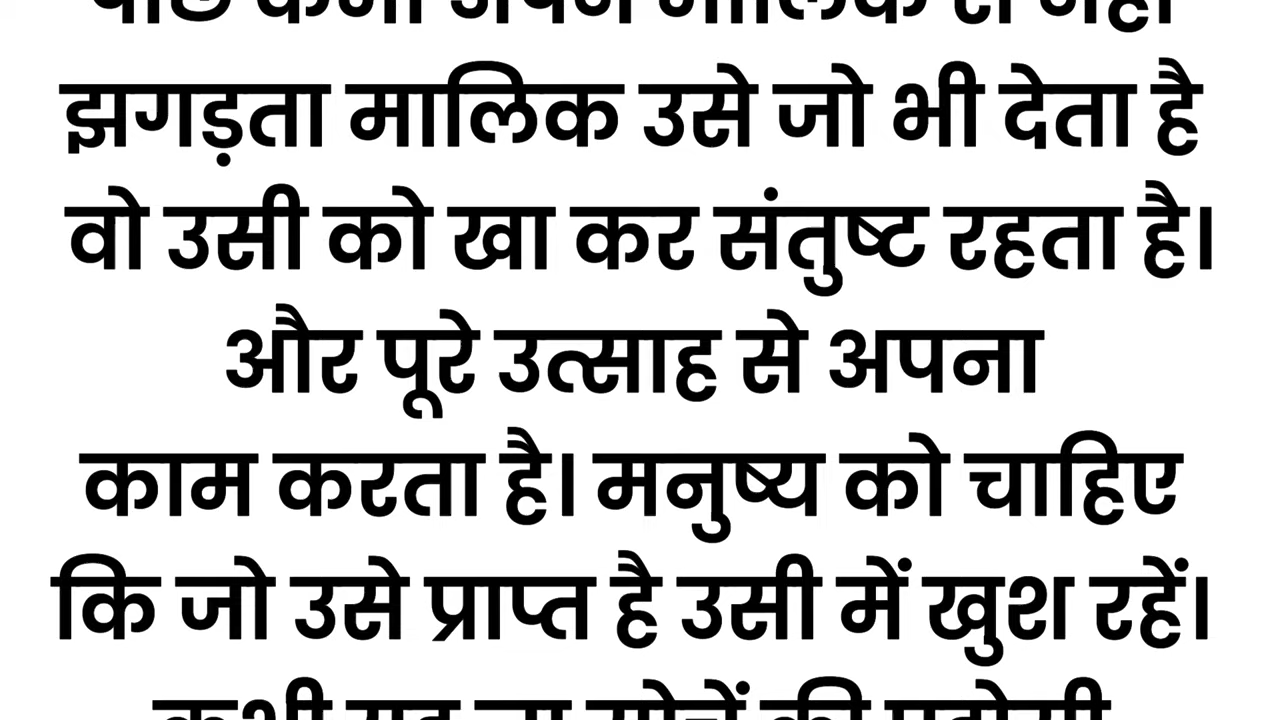 झगड़ता मालिक उसे जो भी देता है
वो उसी को खा कर संतुष्ट रहता है।
और पूरे उत्साह से अपना
काम करता है। मनुष्य को चाहिए
कि जो उसे प्राप्त है उसी में खुश रहें।